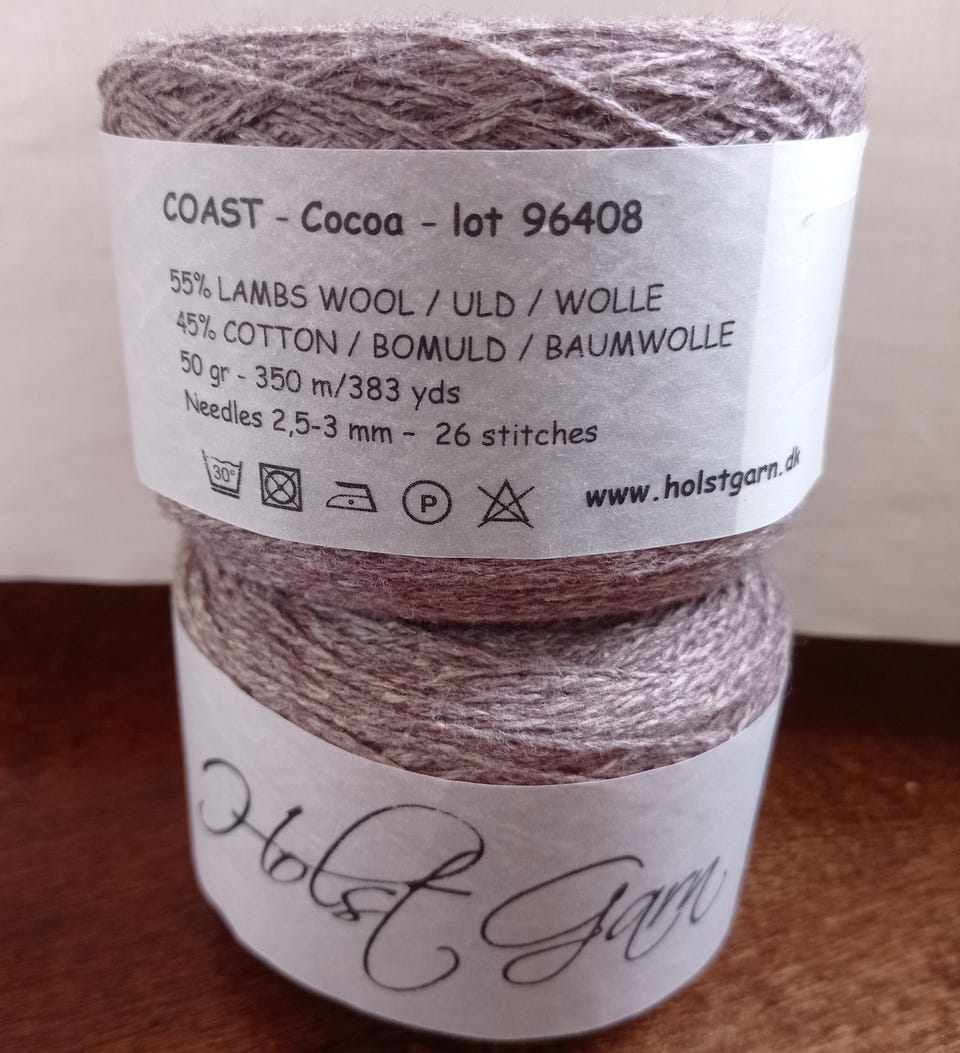 COAST - Cocoa - lot 96408
55% LAMBS WOOL / ULD / WOLLE
45% COTTON / BOMULD / BAUMWOLLE
50 gr - 350 m/383 yds
Needles 2,5-3 mm - 26 stitches
30°
P
www.holstgarn.dk
Holst Garn